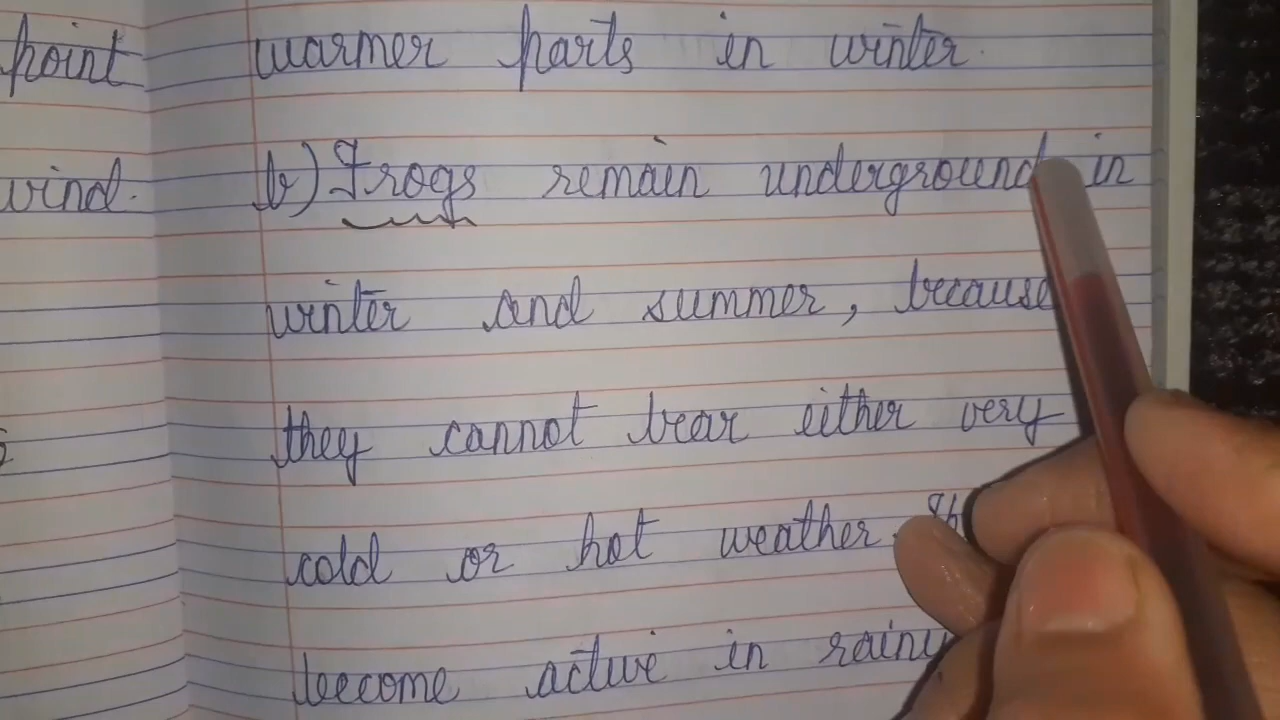 point
wind.
warmer parts in winter.
b) Frogs remain underground in
winter and summer, because
they cannot bear either very
cold or hot weather.
become active in rainy